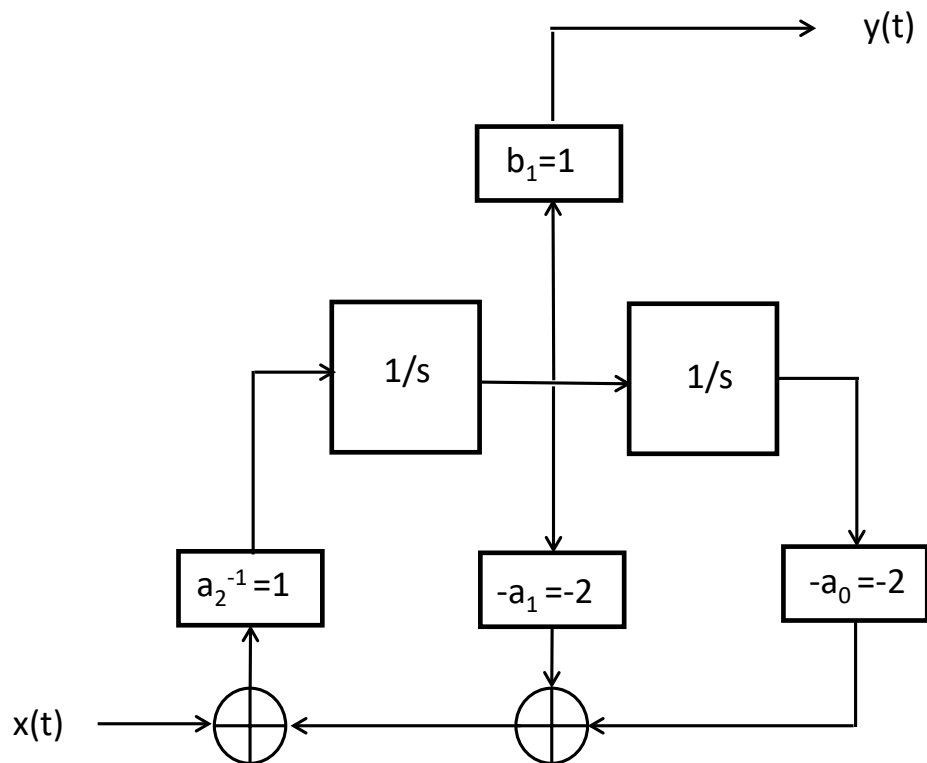 y(t)
b₁=1
1/s
1/s
a₂⁻¹=1
-a₁=-2
-a₀=-2
x(t)